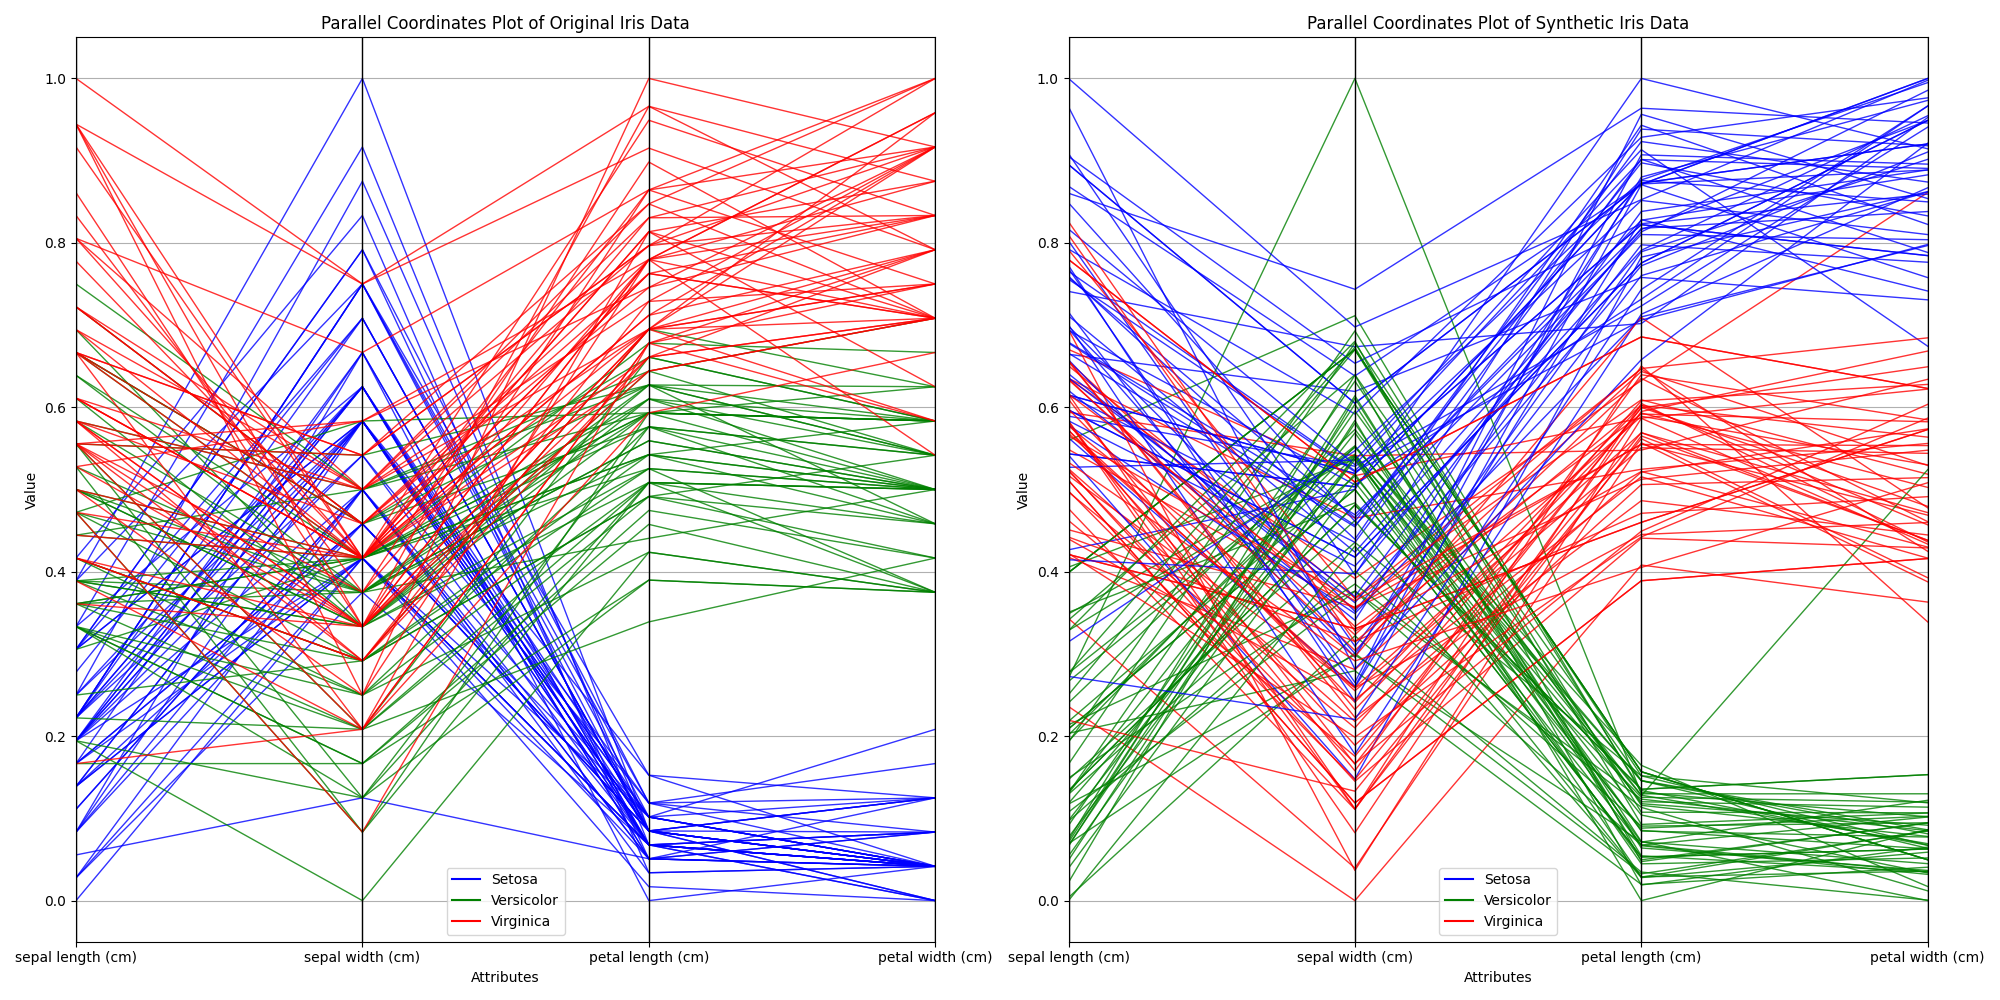 Parallel Coordinates Plot of Original Iris Data
1.0
0.8
0.6
0.4
0.2
0.0
Value
Setosa
Versicolor
Virginica
sepal length (cm)
sepal width (cm)
petal length (cm)
petal width (cm)
Attributes
Parallel Coordinates Plot of Synthetic Iris Data
1.0
0.8
0.6
0.4
0.2
0.0
Value
Setosa
Versicolor
Virginica
sepal length (cm)
sepal width (cm)
petal length (cm)
petal width (cm)
Attributes